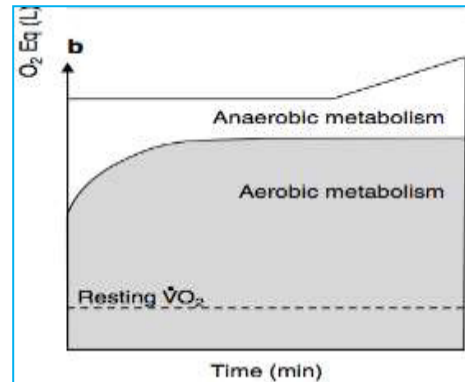 O₂ Eq (L)
b
Anaerobic metabolism
Aerobic metabolism
Resting V̇O₂
Time (min)